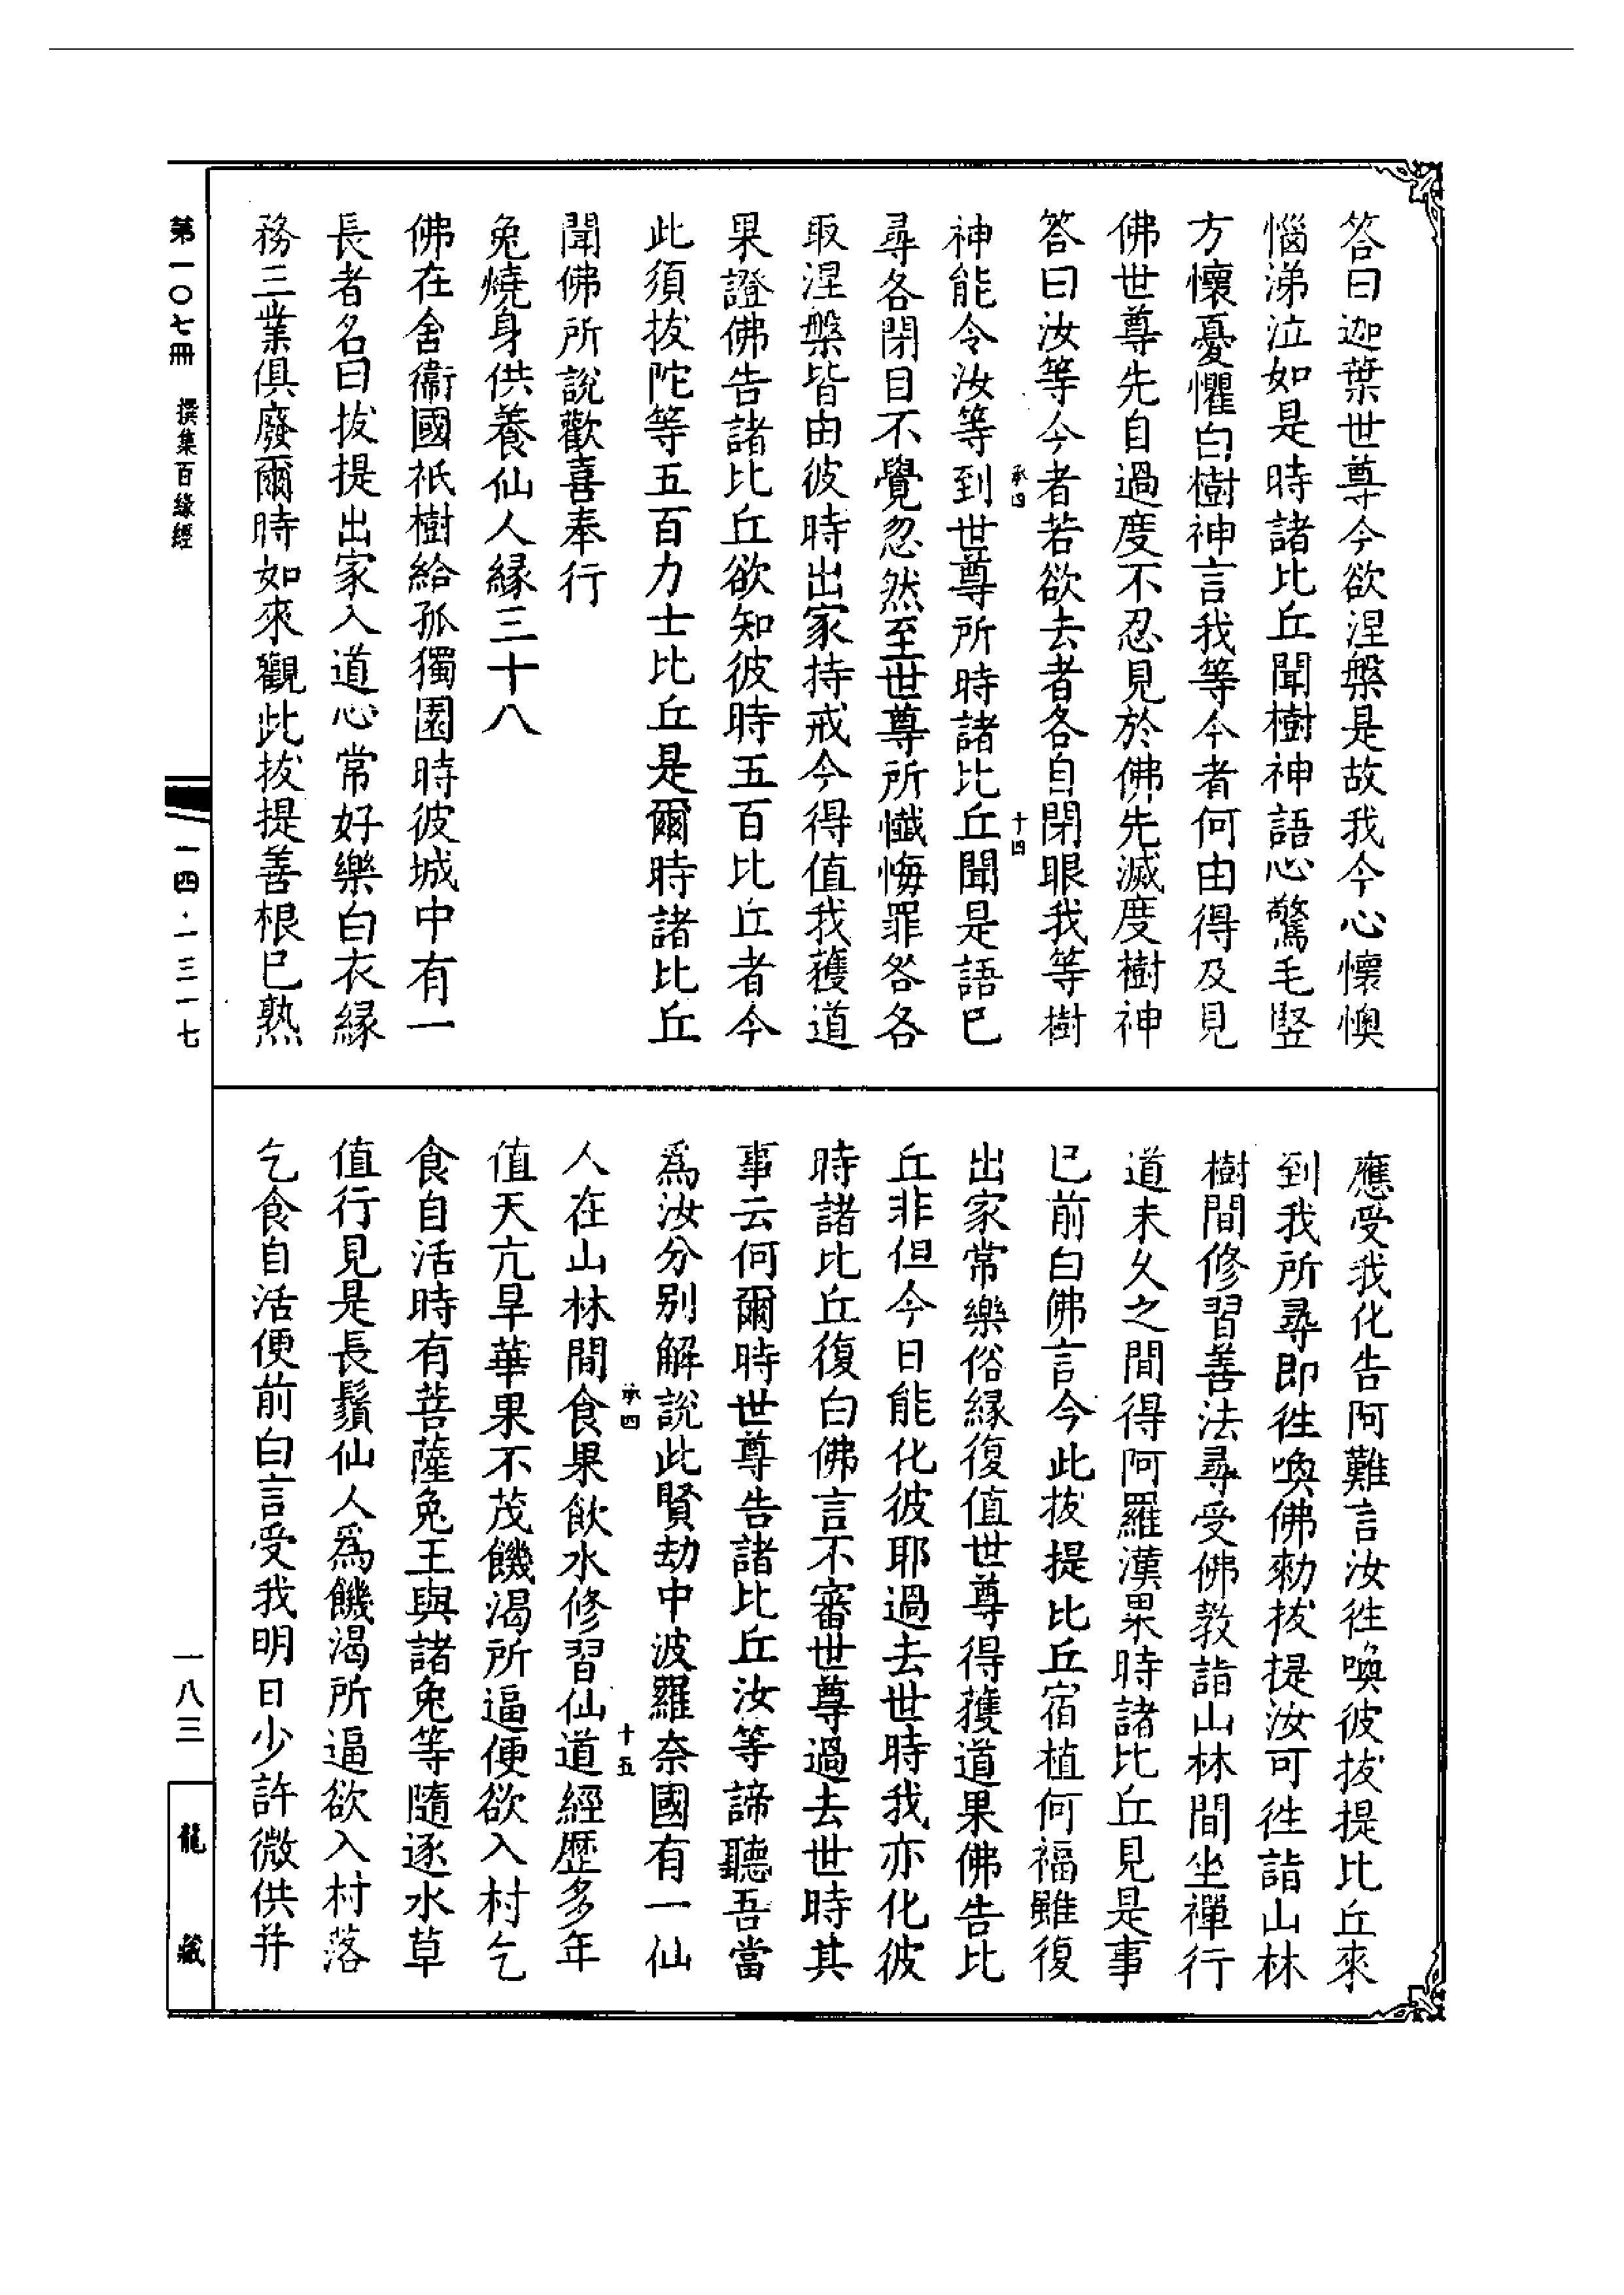 答曰迦葉世尊今欲涅槃是故我今心懷懊
惱涕泣如是時諸比丘聞樹神語心驚毛豎
方懷憂懼白樹神言我等今者何由得及見
佛世尊先自過度不忍見於佛先滅度樹神
答曰汝等今者若欲去者各自閉眼我等樹
承四
十四
神能令汝等到世尊所時諸比丘聞是語已
尋各閉目不覺忽然至世尊所懺悔罪咎各
取涅槃皆由彼時出家持戒今得值我獲道
果證佛告諸比丘欲知彼時五百比丘者今
此須拔陀等五百力士比丘是爾時諸比丘
聞佛所說歡喜奉行
兔燒身供養仙人緣三十八
佛在舍衞國祇樹給孤獨園時彼城中有一
長者名曰拔提出家入道心常好樂白衣緣
務三業俱廢爾時如來觀此拔提善根已熟
應受我化告阿難言汝徃喚彼拔提比丘來
到我所尋即徃喚佛勑拔提汝可徃詣山林
樹間修習善法尋受佛教詣山林間坐禪行
道未久之間得阿羅漢果時諸比丘見是事
已前白佛言今此拔提比丘宿植何福雖復
出家常樂俗緣復值世尊得獲道果佛告比
丘非但今日能化彼耶過去世時我亦化彼
時諸比丘復白佛言不審世尊過去世時其
事云何爾時世尊告諸比丘汝等諦聽吾當
為汝分別解說此賢劫中波羅奈國有一仙
承四
十五
人在山林間食果飲水修習仙道經歷多年
值天亢旱華果不茂饑渴所逼便欲入村乞
食自活時有菩薩兔王與諸兔等隨逐水草
值行見是長鬚仙人為饑渴所逼欲入村落
乞食自活便前白言受我明日少許微供并
第一〇七冊 撰集百緣經
一四·一三一七
一八三
龍藏